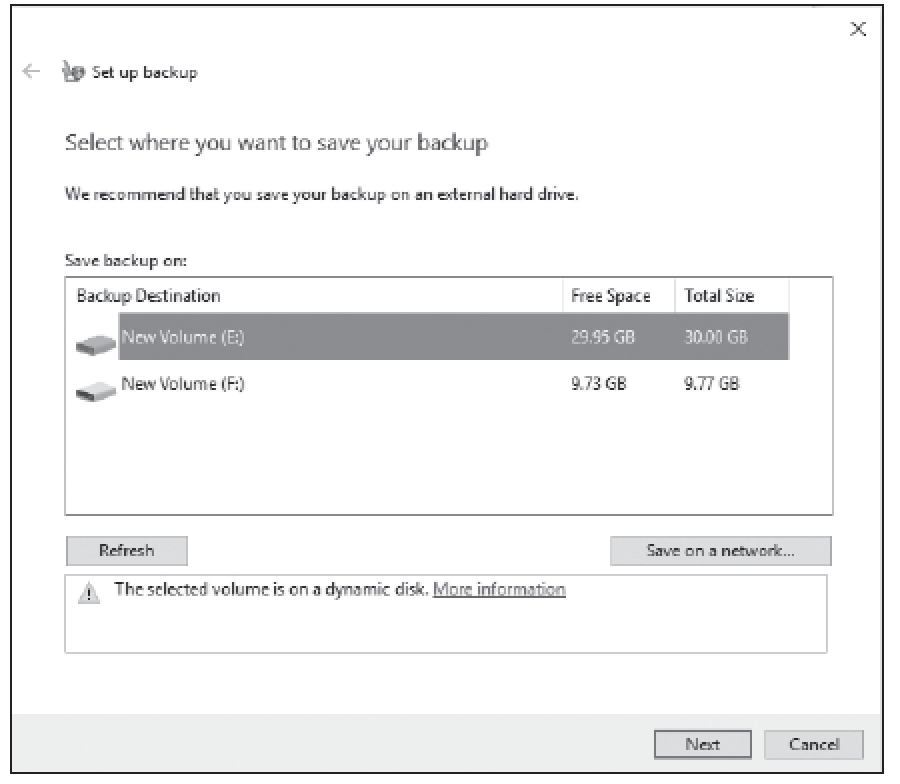 Set up backup
Select where you want to save your backup
We recommend that you save your backup on an external hard drive.
Save backup on:
Backup Destination Free Space Total Size
New Volume (E:) 29.95 GB 30.00 GB
New Volume (F:) 9.73 GB 9.77 GB
Refresh Save on a network...
The selected volume is on a dynamic disk. More information
Next Cancel